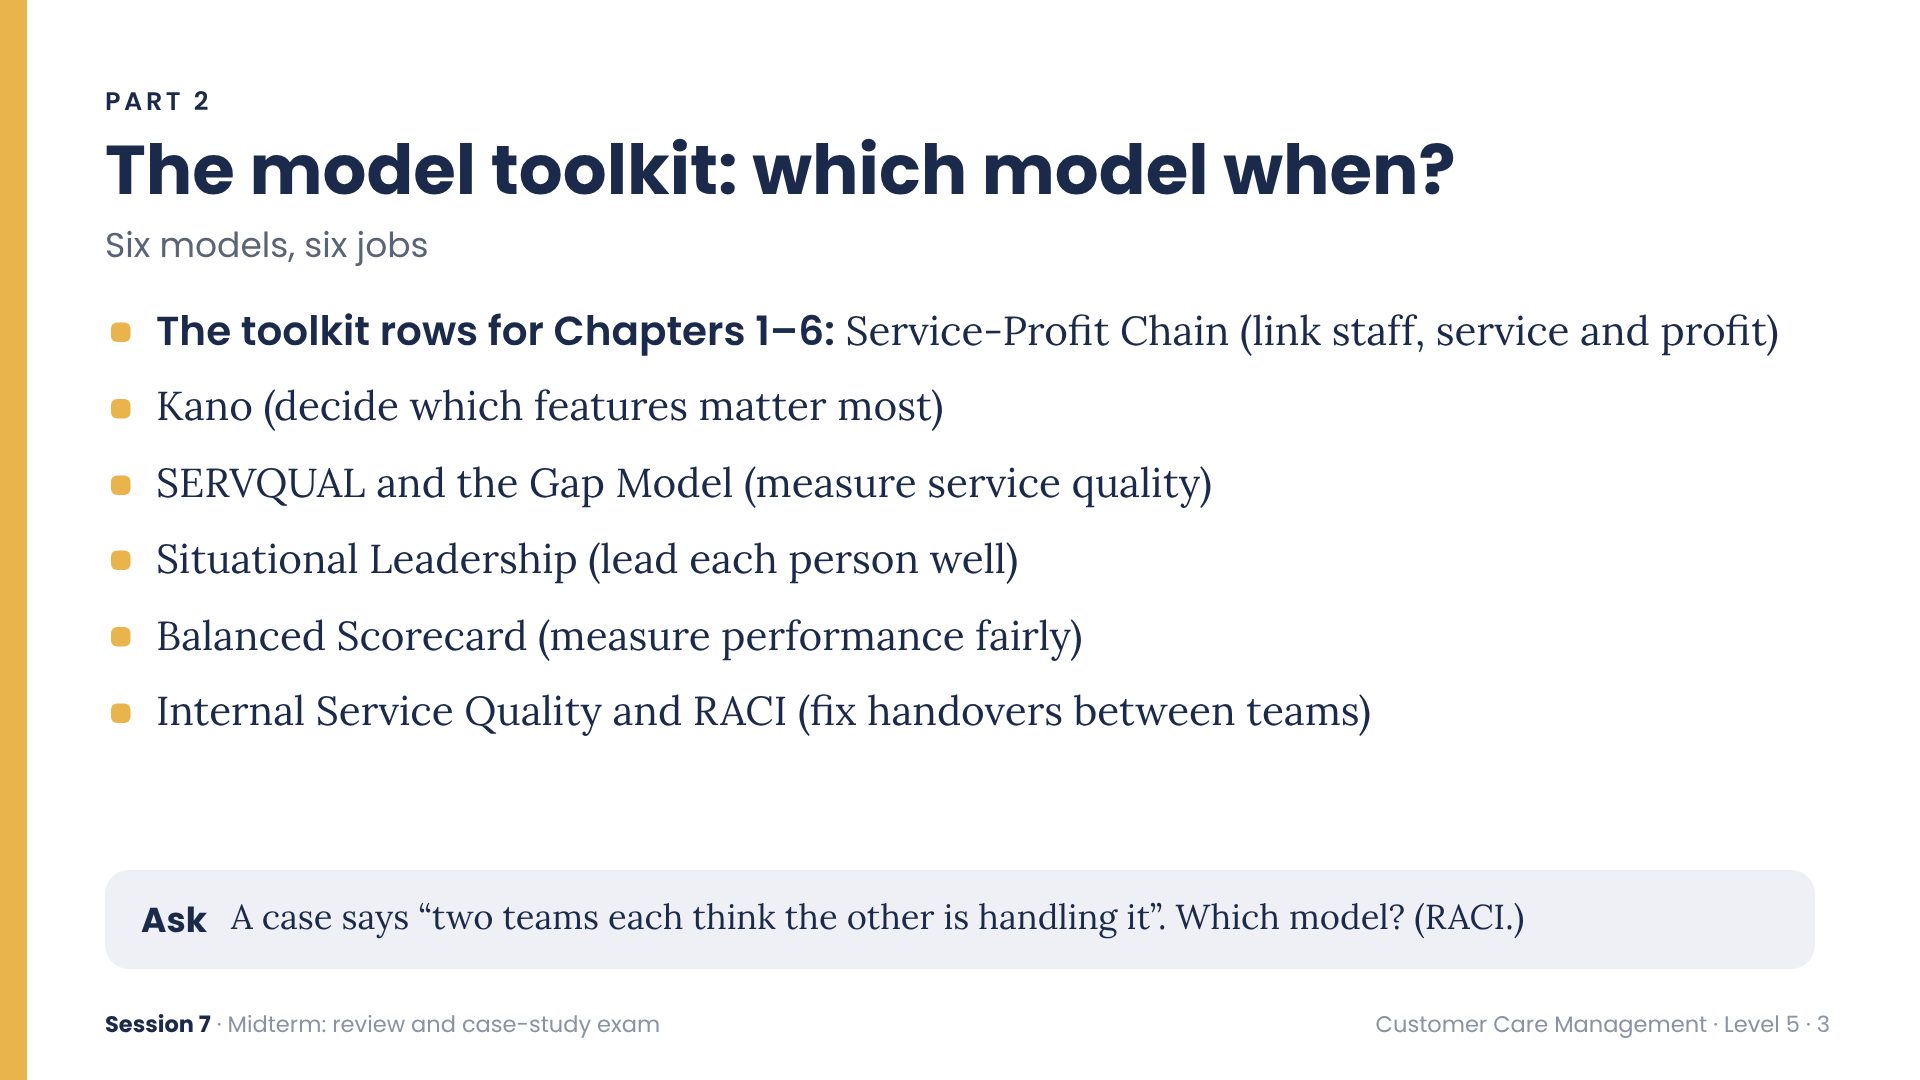 PART 2
The model toolkit: which model when?
Six models, six jobs
The toolkit rows for Chapters 1–6: Service-Profit Chain (link staff, service and profit)
Kano (decide which features matter most)
SERVQUAL and the Gap Model (measure service quality)
Situational Leadership (lead each person well)
Balanced Scorecard (measure performance fairly)
Internal Service Quality and RACI (fix handovers between teams)
Ask A case says “two teams each think the other is handling it”. Which model? (RACI.)
Session 7 · Midterm: review and case-study exam
Customer Care Management · Level 5 · 3